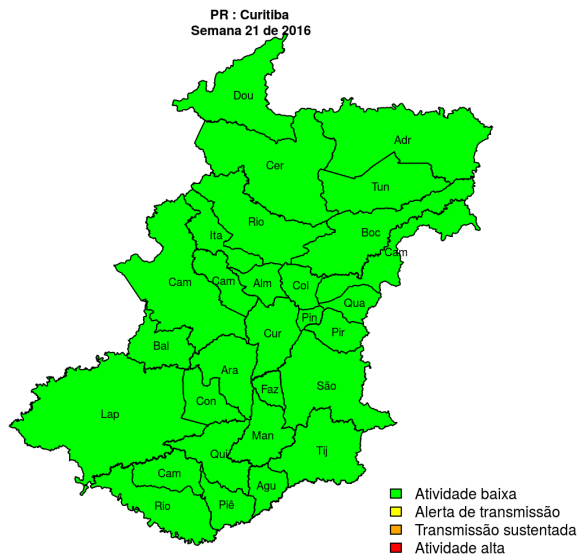 PR : Curitiba
Semana 21 de 2016
Dou
Adr
Cer
Tun
Rio
Boc
Ita
Cam
Cam
Cam
Alm
Col
Qua
Pin
Pir
Cur
Bal
Ara
Faz
São
Con
Lap
Man
Qui
Tij
Cam
Agu
Rio
Piê
Atividade baixa
Alerta de transmissão
Transmissão sustentada
Atividade alta